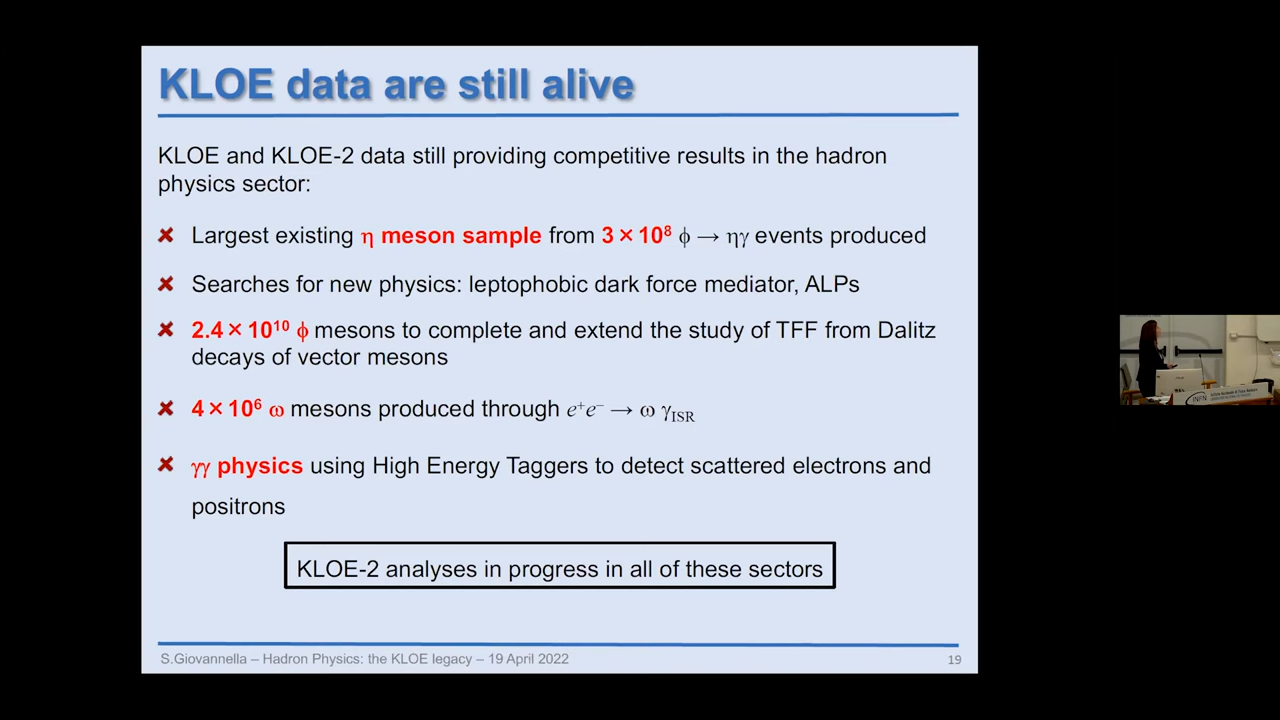 KLOE data are still alive
KLOE and KLOE-2 data still providing competitive results in the hadron
physics sector:
✖ Largest existing η meson sample from 3×10⁸ ϕ → ηγ events produced
✖ Searches for new physics: leptophobic dark force mediator, ALPs
✖ 2.4×10¹⁰ ϕ mesons to complete and extend the study of TFF from Dalitz
decays of vector mesons
✖ 4×10⁶ ω mesons produced through e⁺e⁻ → ω γISR
✖ γγ physics using High Energy Taggers to detect scattered electrons and
positrons
KLOE-2 analyses in progress in all of these sectors
S.Giovannella – Hadron Physics: the KLOE legacy – 19 April 2022
19
INFN